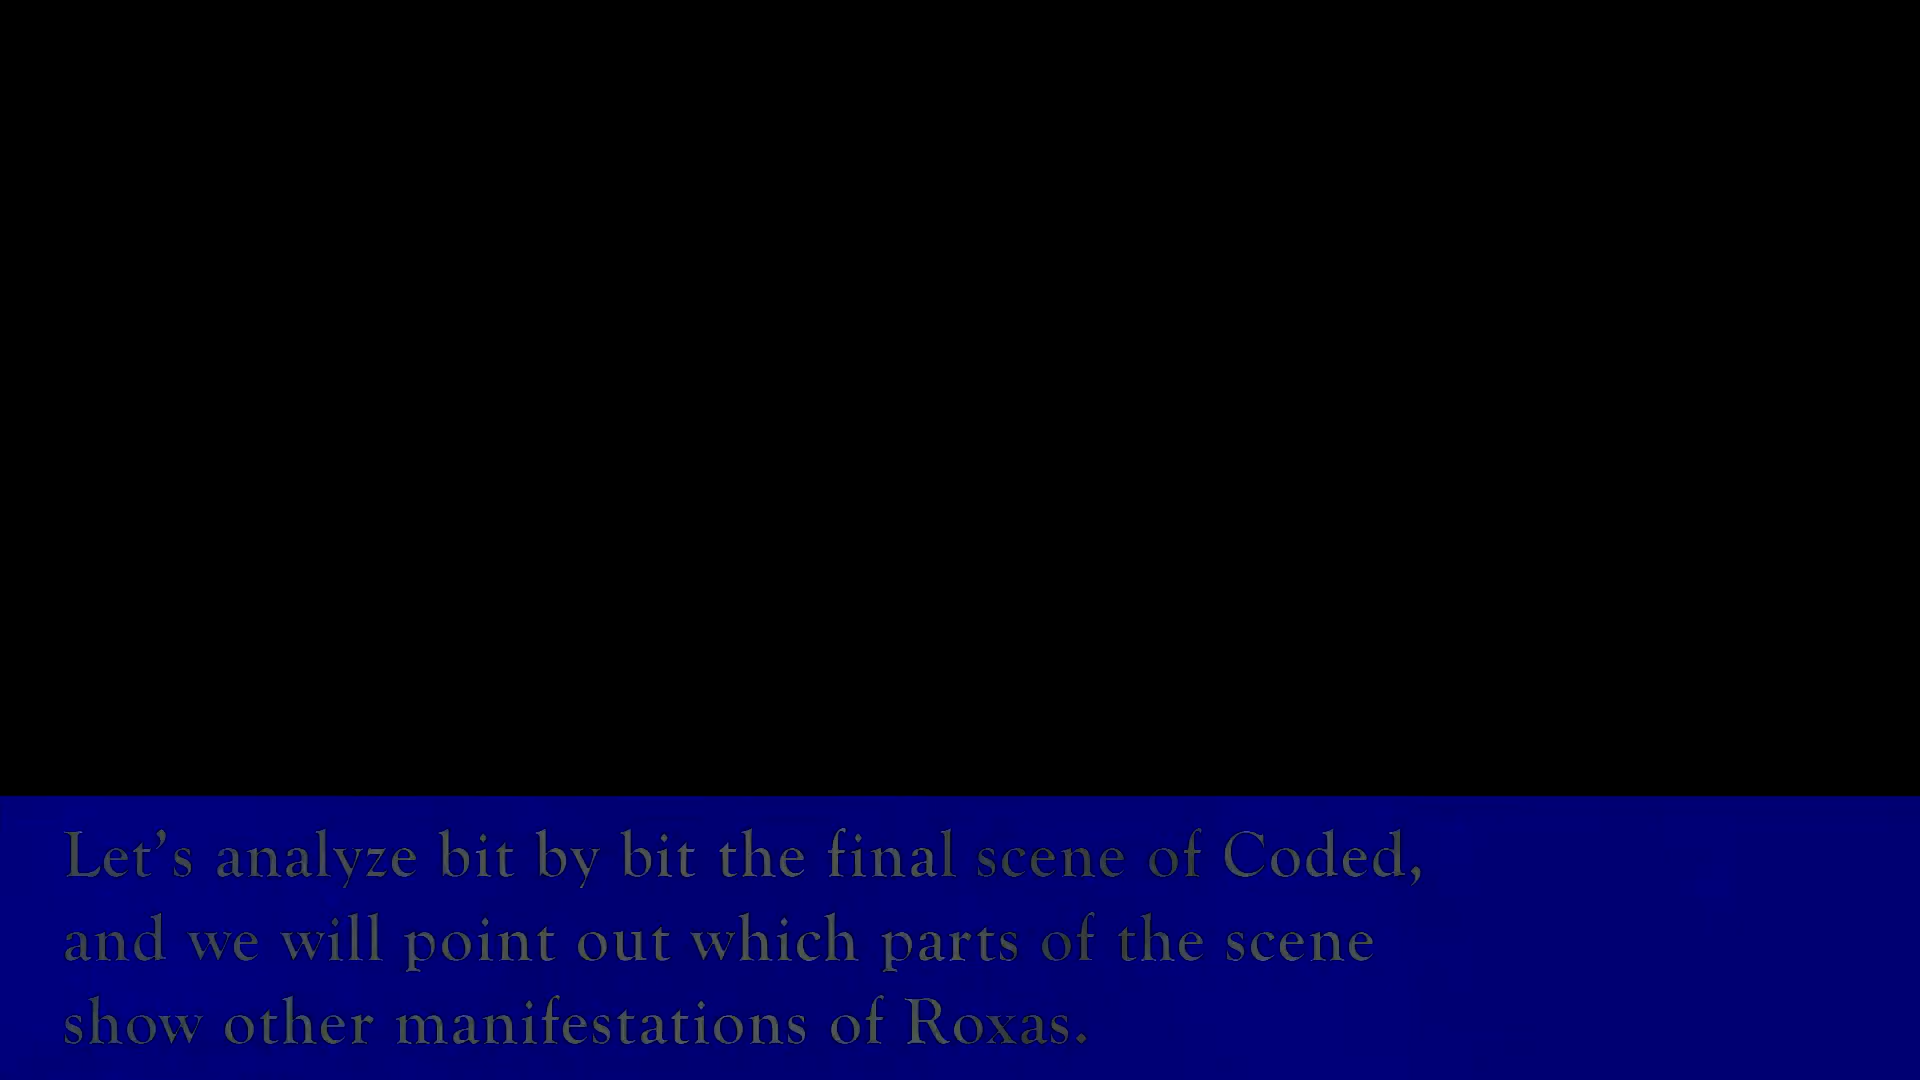 Let’s analyze bit by bit the final scene of Coded,
and we will point out which parts of the scene
show other manifestations of Roxas.